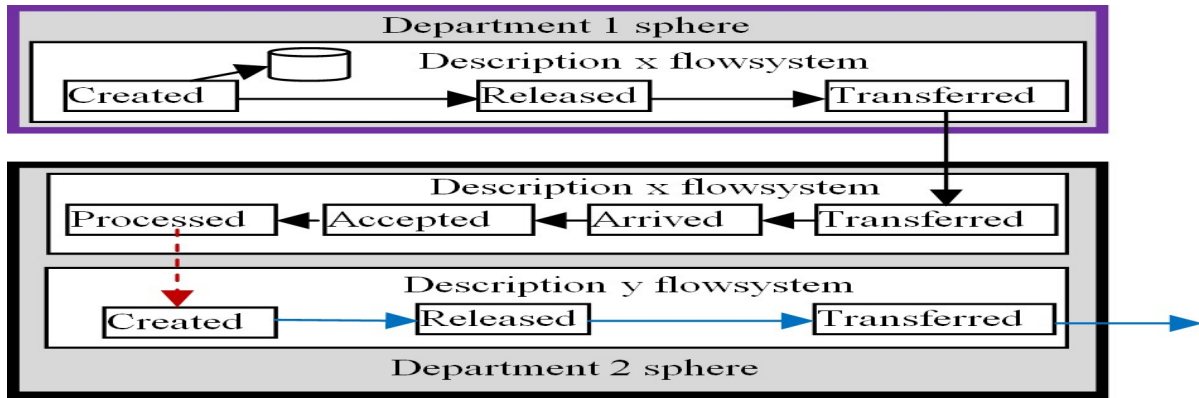 Department 1 sphere
Description x flowsystem
Created Released Transferred
Description x flowsystem
Processed Accepted Arrived Transferred
Description y flowsystem
Created Released Transferred
Department 2 sphere